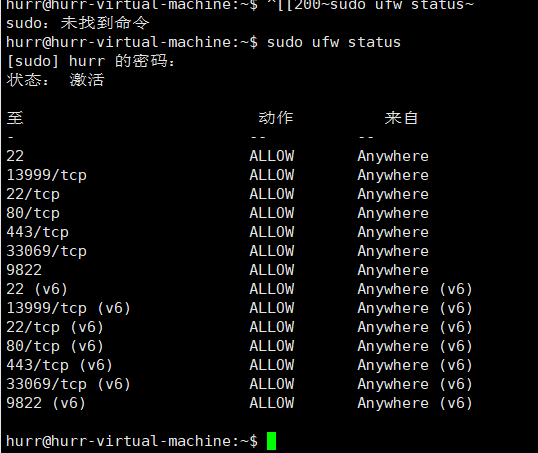 hurr@hurr-virtual-machine:~$ ^[[200~sudo ufw status~
sudo：未找到命令
hurr@hurr-virtual-machine:~$ sudo ufw status
[sudo] hurr 的密码：
状态： 激活
至 动作 来自
- -- --
22 ALLOW Anywhere
13999/tcp ALLOW Anywhere
22/tcp ALLOW Anywhere
80/tcp ALLOW Anywhere
443/tcp ALLOW Anywhere
33069/tcp ALLOW Anywhere
9822 ALLOW Anywhere
22 (v6) ALLOW Anywhere (v6)
13999/tcp (v6) ALLOW Anywhere (v6)
22/tcp (v6) ALLOW Anywhere (v6)
80/tcp (v6) ALLOW Anywhere (v6)
443/tcp (v6) ALLOW Anywhere (v6)
33069/tcp (v6) ALLOW Anywhere (v6)
9822 (v6) ALLOW Anywhere (v6)
hurr@hurr-virtual-machine:~$